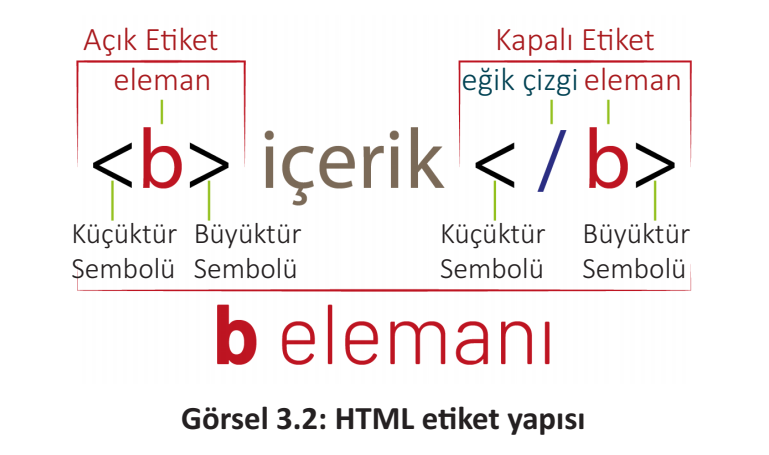 Açık Etiket Kapalı Etiket
eleman eğik çizgi eleman
<b> içerik </b>
Küçüktür Büyüktür Küçüktür Büyüktür
Sembolü Sembolü Sembolü Sembolü
b elemanı
Görsel 3.2: HTML etiket yapısı